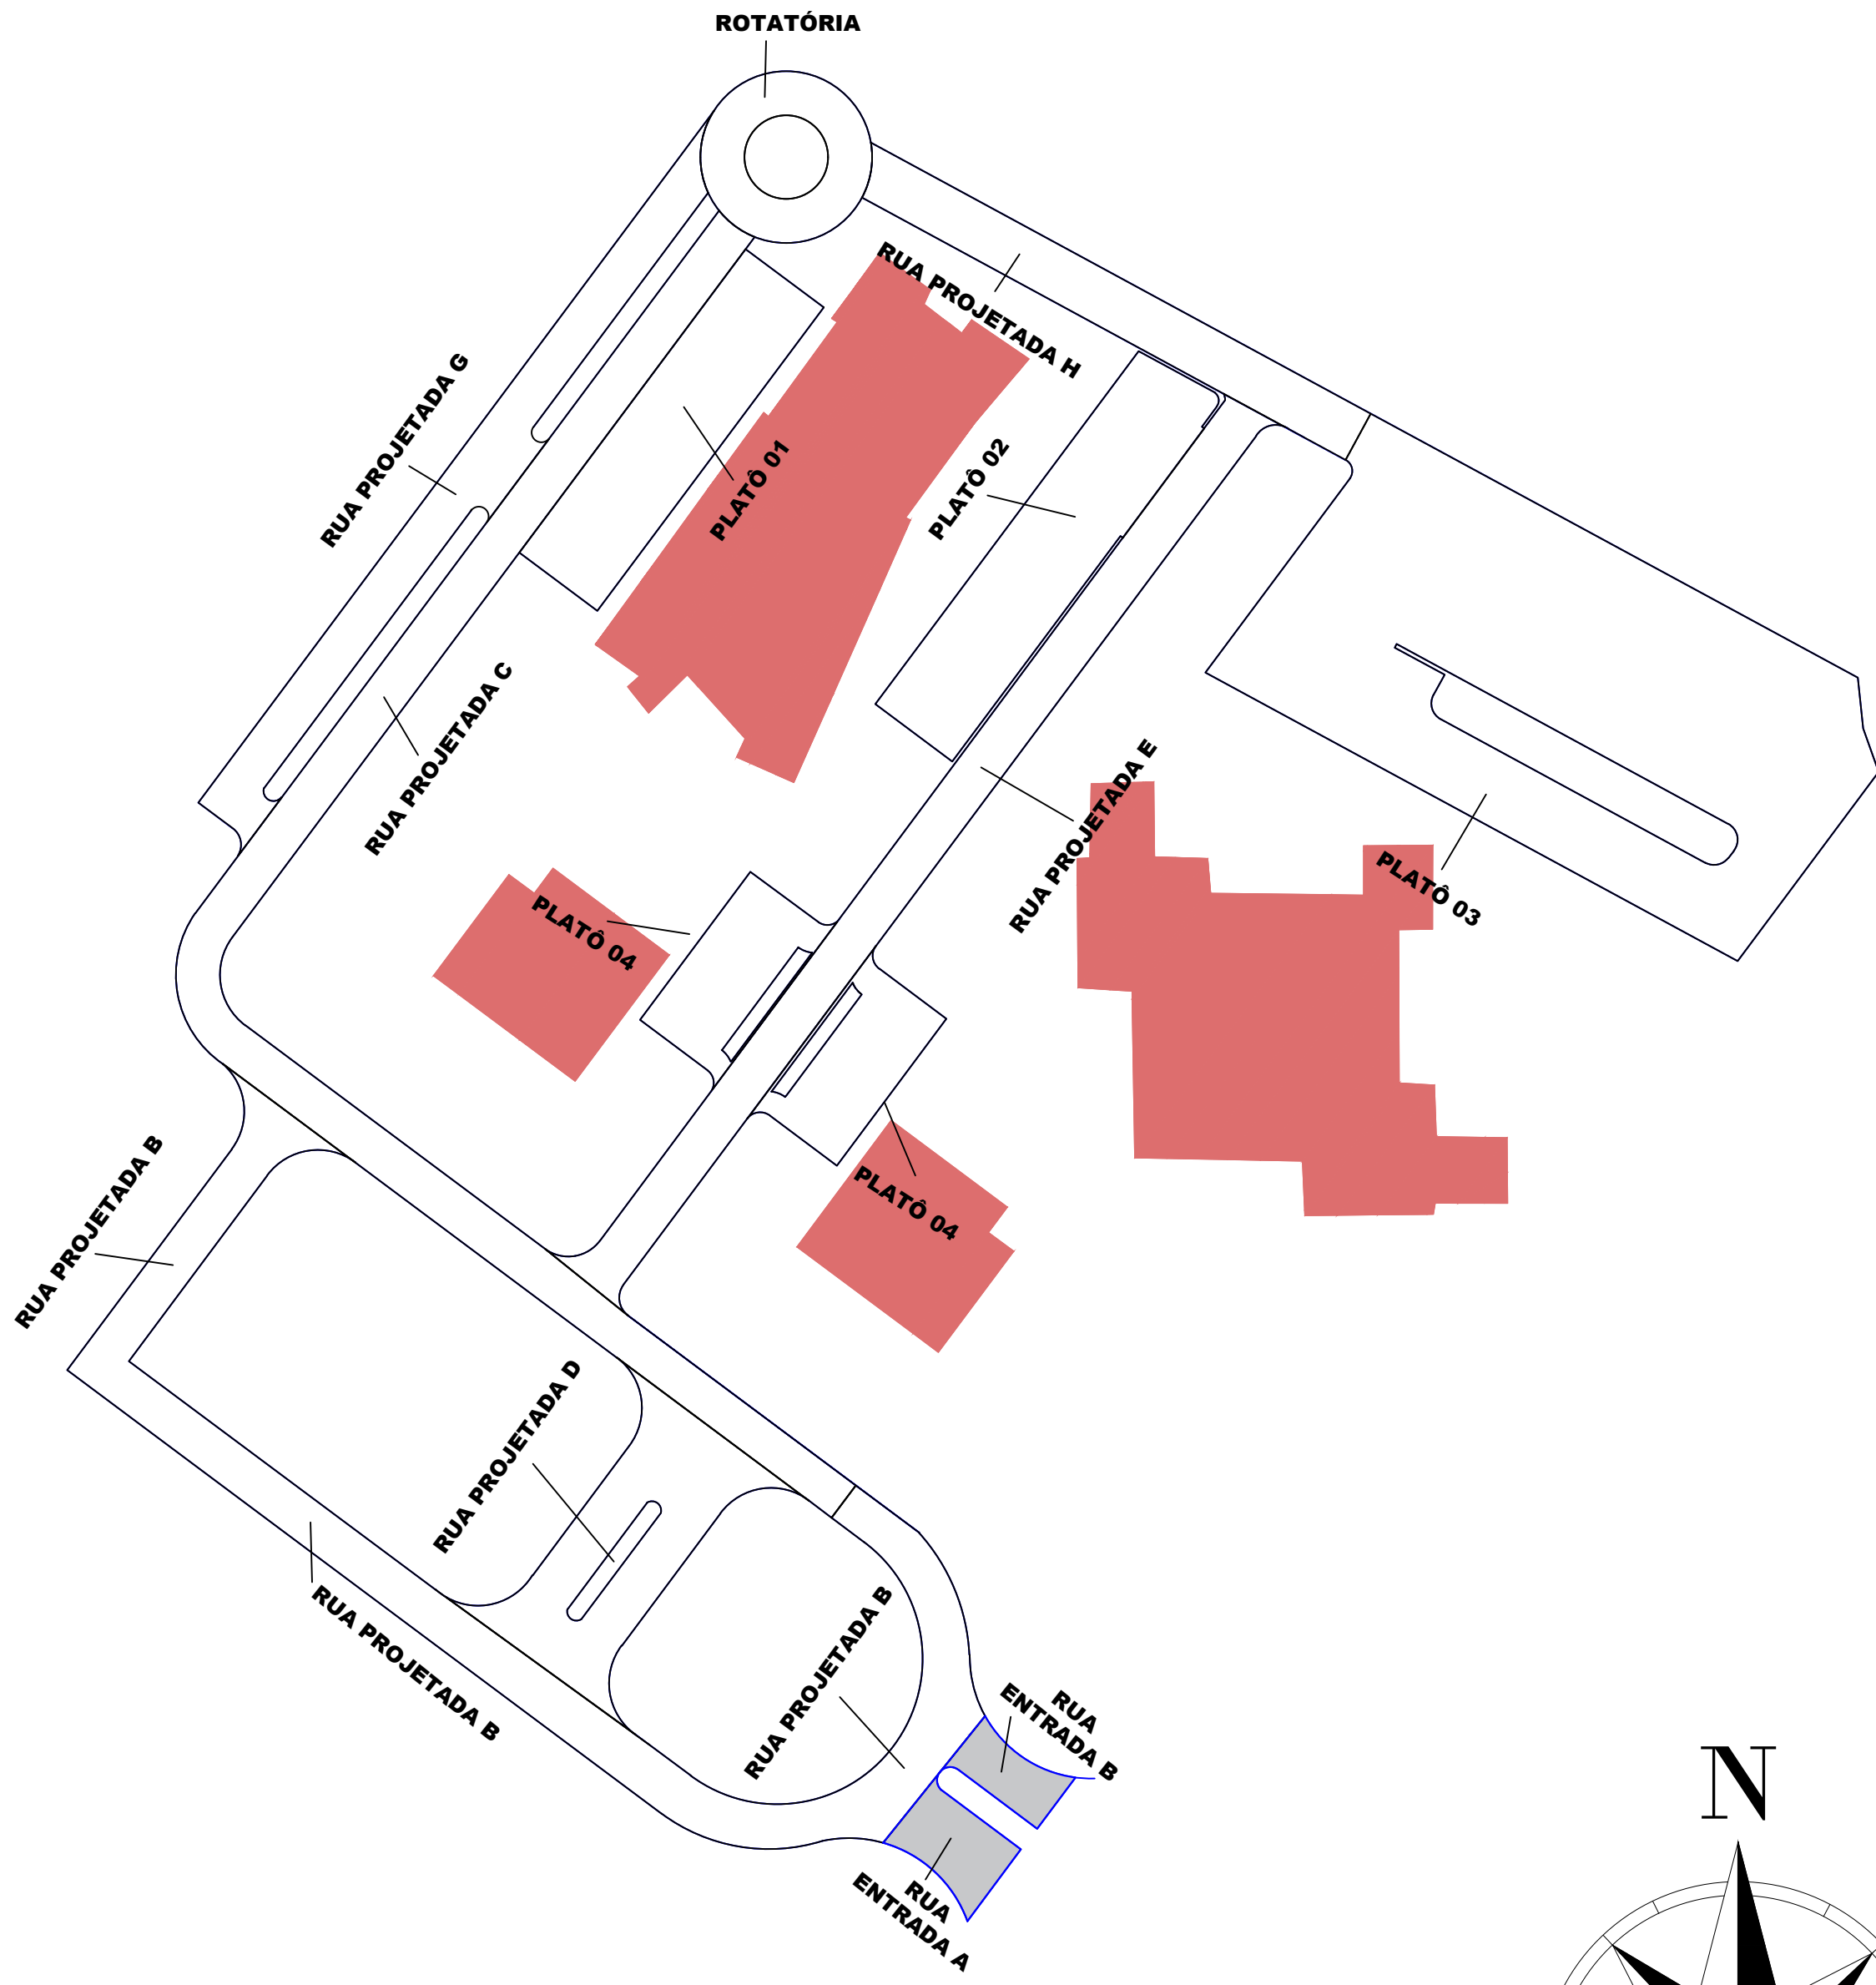 ROTATÓRIA
RUA PROJETADA H
RUA PROJETADA G
PLATÔ 01
PLATÔ 02
RUA PROJETADA C
RUA PROJETADA E
PLATÔ 03
PLATÔ 04
RUA PROJETADA B
PLATÔ 04
RUA PROJETADA D
RUA PROJETADA B
RUA PROJETADA B
RUA
ENTRADA B
RUA
ENTRADA A
N